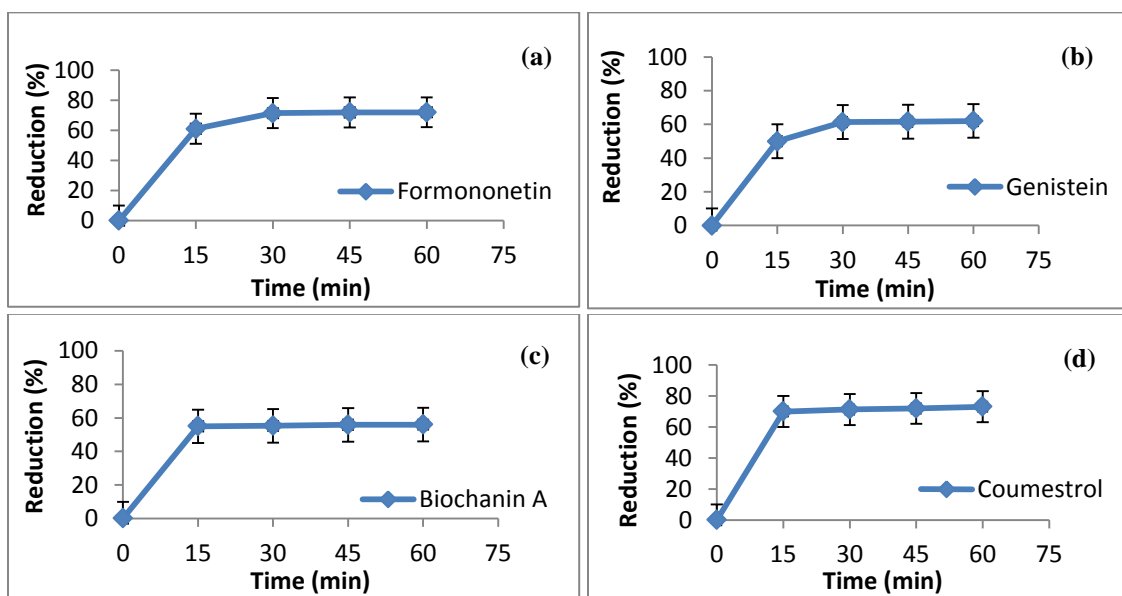 (a)
Reduction (%)
100
80
60
40
20
0
Formononetin
0 15 30 45 60 75
Time (min)
(b)
Reduction (%)
100
80
60
40
20
0
Genistein
0 15 30 45 60 75
Time (min)
(c)
Reduction (%)
100
80
60
40
20
0
Biochanin A
0 15 30 45 60 75
Time (min)
(d)
Reduction (%)
100
80
60
40
20
0
Coumestrol
0 15 30 45 60 75
Time (min)